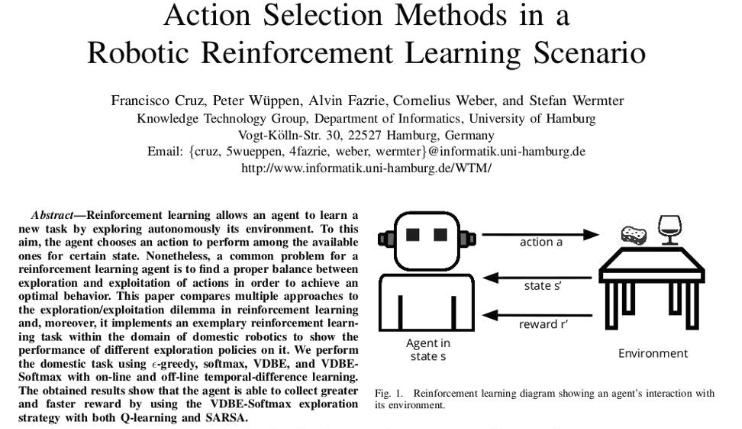 Action Selection Methods in a
Robotic Reinforcement Learning Scenario
Francisco Cruz, Peter Wüppen, Alvin Fazrie, Cornelius Weber, and Stefan Wermter
Knowledge Technology Group, Department of Informatics, University of Hamburg
Vogt-Kölln-Str. 30, 22527 Hamburg, Germany
Email: {cruz, 5wueppen, 4fazrie, weber, wermter}@informatik.uni-hamburg.de
http://www.informatik.uni-hamburg.de/WTM/
Abstract—Reinforcement learning allows an agent to learn a
new task by exploring autonomously its environment. To this
aim, the agent chooses an action to perform among the available
ones for certain state. Nonetheless, a common problem for a
reinforcement learning agent is to find a proper balance between
exploration and exploitation of actions in order to achieve an
optimal behavior. This paper compares multiple approaches to
the exploration/exploitation dilemma in reinforcement learning
and, moreover, it implements an exemplary reinforcement learn-
ing task within the domain of domestic robotics to show the
performance of different exploration policies on it. We perform
the domestic task using ϵ-greedy, softmax, VDBE, and VDBE-
Softmax with on-line and off-line temporal-difference learning.
The obtained results show that the agent is able to collect greater
and faster reward by using the VDBE-Softmax exploration
strategy with both Q-learning and SARSA.
action a
state s’
reward r’
Agent in
state s
Environment
Fig. 1. Reinforcement learning diagram showing an agent's interaction with
its environment.